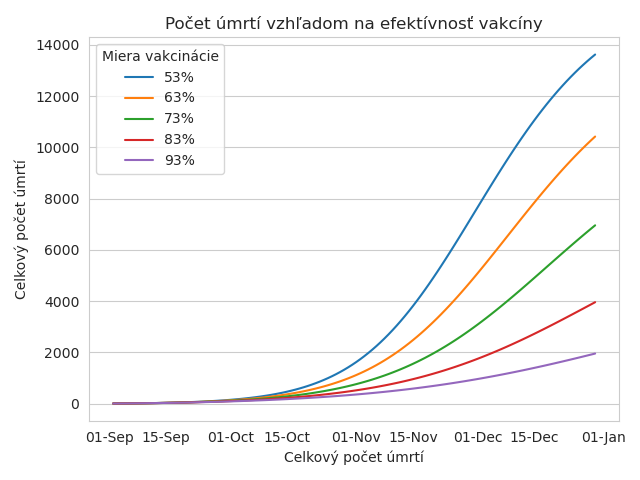 Počet úmrtí vzhľadom na efektívnosť vakcíny
Miera vakcinácie
53%
63%
73%
83%
93%
Celkový počet úmrtí
14000
12000
10000
8000
6000
4000
2000
0
01-Sep 15-Sep 01-Oct 15-Oct 01-Nov 15-Nov 01-Dec 15-Dec 01-Jan
Celkový počet úmrtí